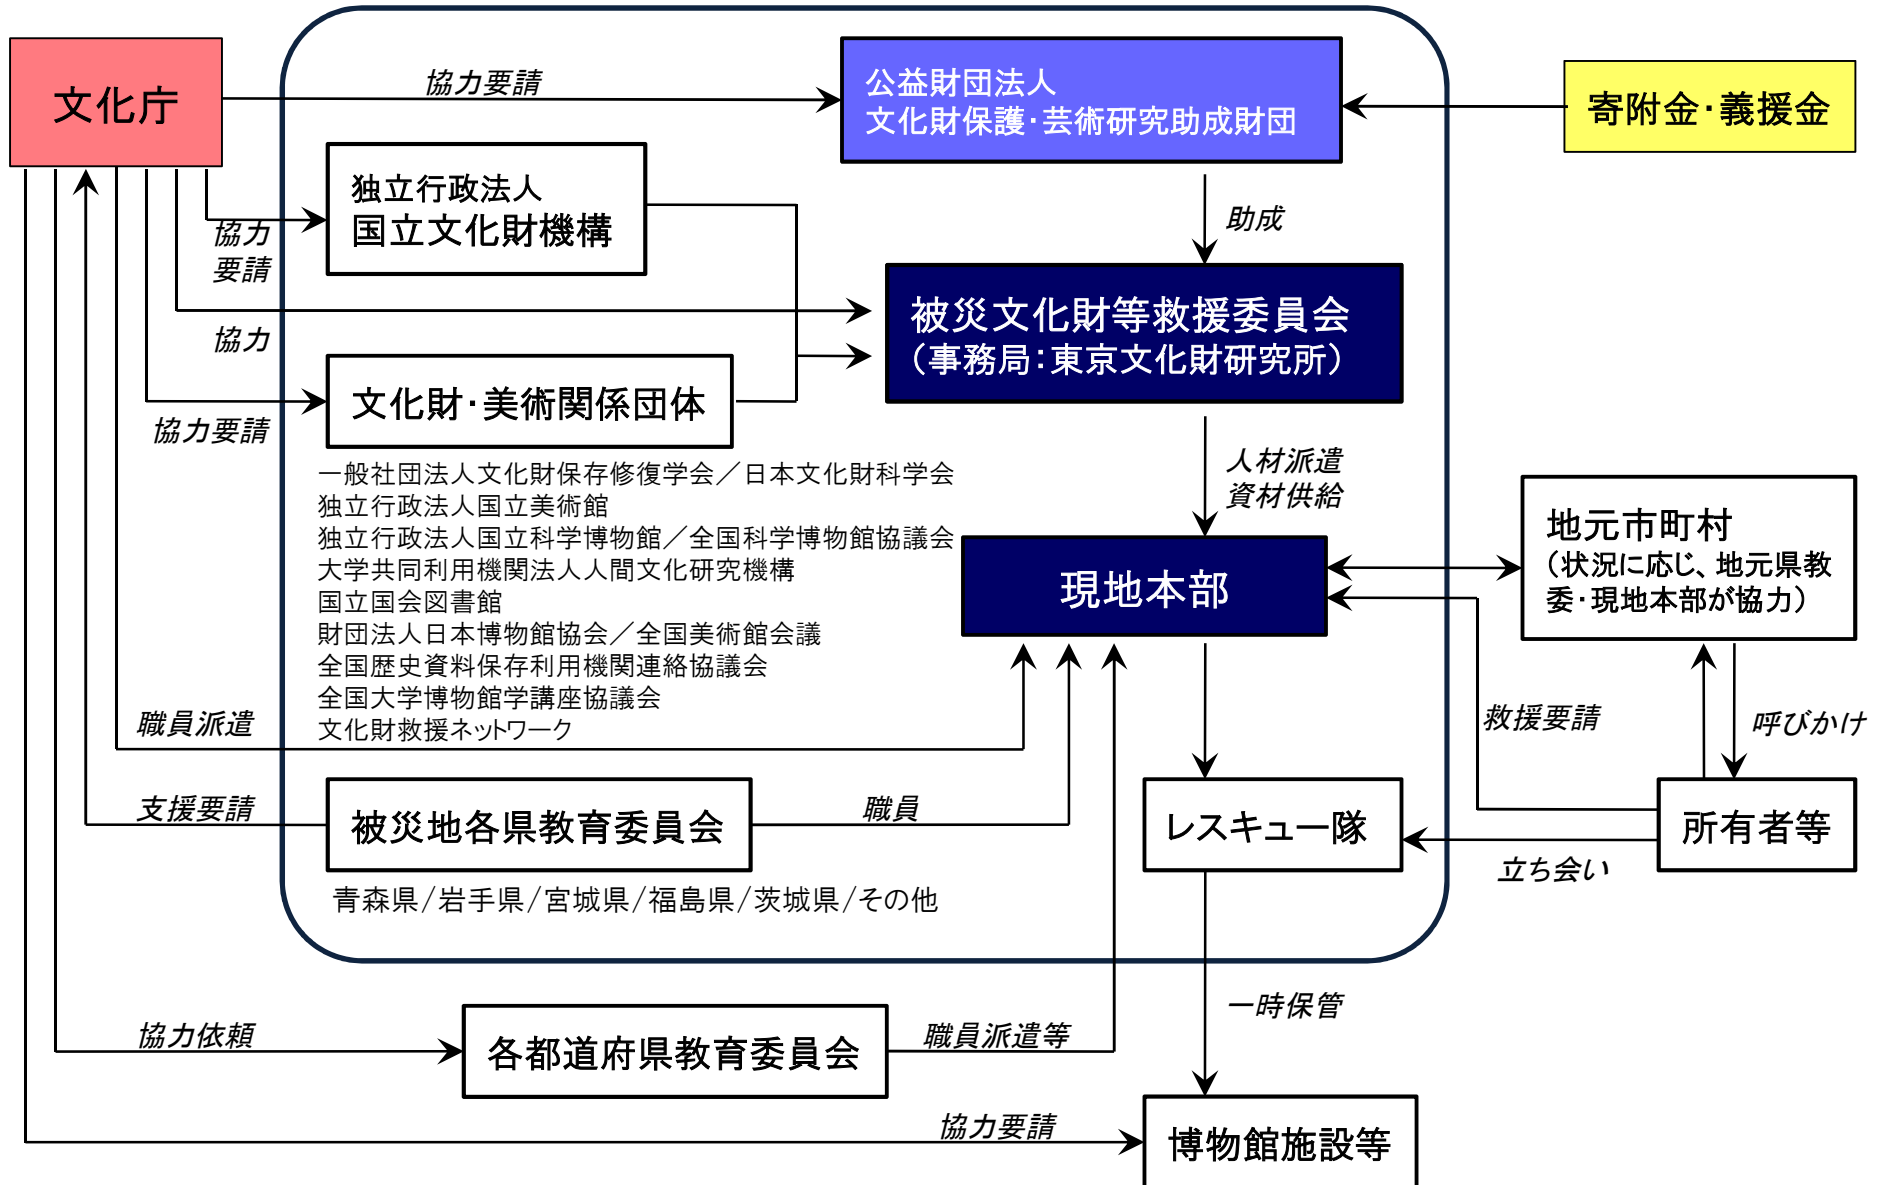 文化庁
協力要請
公益財団法人
文化財保護・芸術研究助成財団
寄附金・義援金
独立行政法人
国立文化財機構
協力
要請
助成
被災文化財等救援委員会
（事務局：東京文化財研究所）
協力
文化財・美術関係団体
協力要請
一般社団法人文化財保存修復学会／日本文化財科学会
独立行政法人国立美術館
独立行政法人国立科学博物館／全国科学博物館協議会
大学共同利用機関法人人間文化研究機構
国立国会図書館
財団法人日本博物館協会／全国美術館会議
全国歴史資料保存利用機関連絡協議会
全国大学博物館学講座協議会
文化財救援ネットワーク
人材派遣
資材供給
現地本部
地元市町村
（状況に応じ、地元県教
委・現地本部が協力）
職員派遣
救援要請
呼びかけ
支援要請
被災地各県教育委員会
職員
レスキュー隊
所有者等
立ち会い
青森県/岩手県/宮城県/福島県/茨城県/その他
一時保管
協力依頼
各都道府県教育委員会
職員派遣等
協力要請
博物館施設等